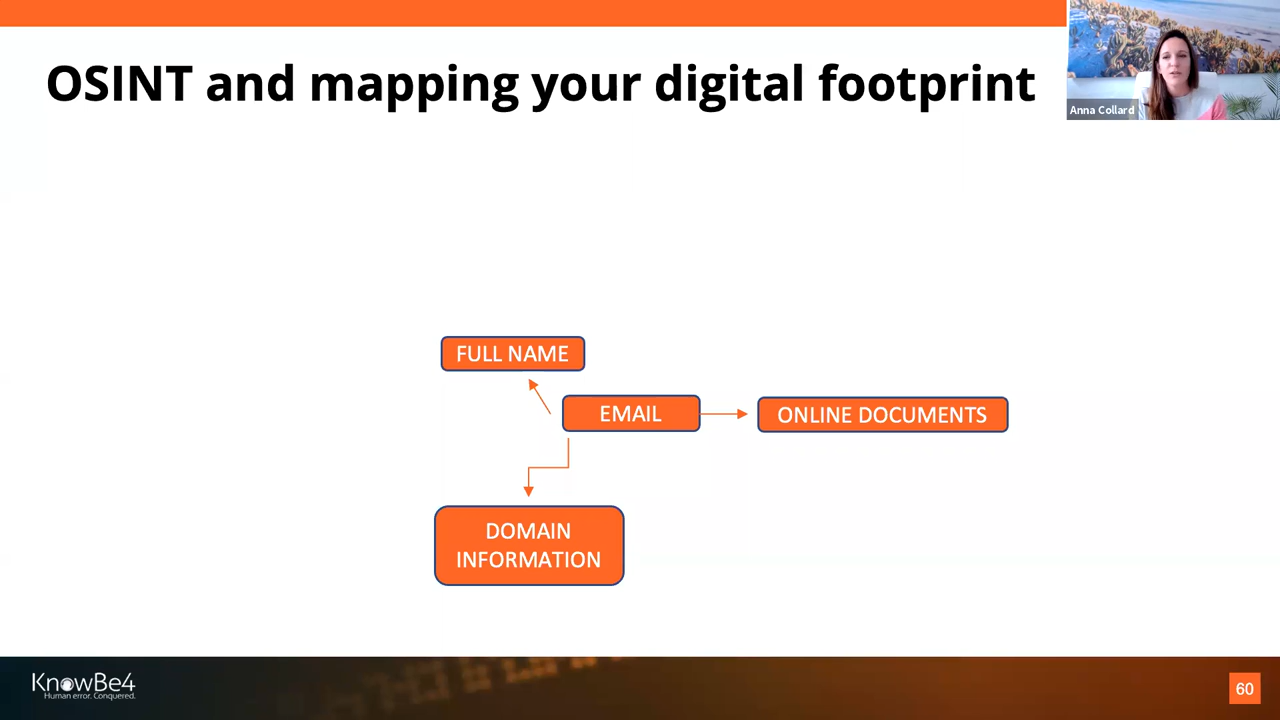 OSINT and mapping your digital footprint
Anna Collard
FULL NAME
EMAIL
ONLINE DOCUMENTS
DOMAIN
INFORMATION
KnowBe4
Human error. Conquered.
60